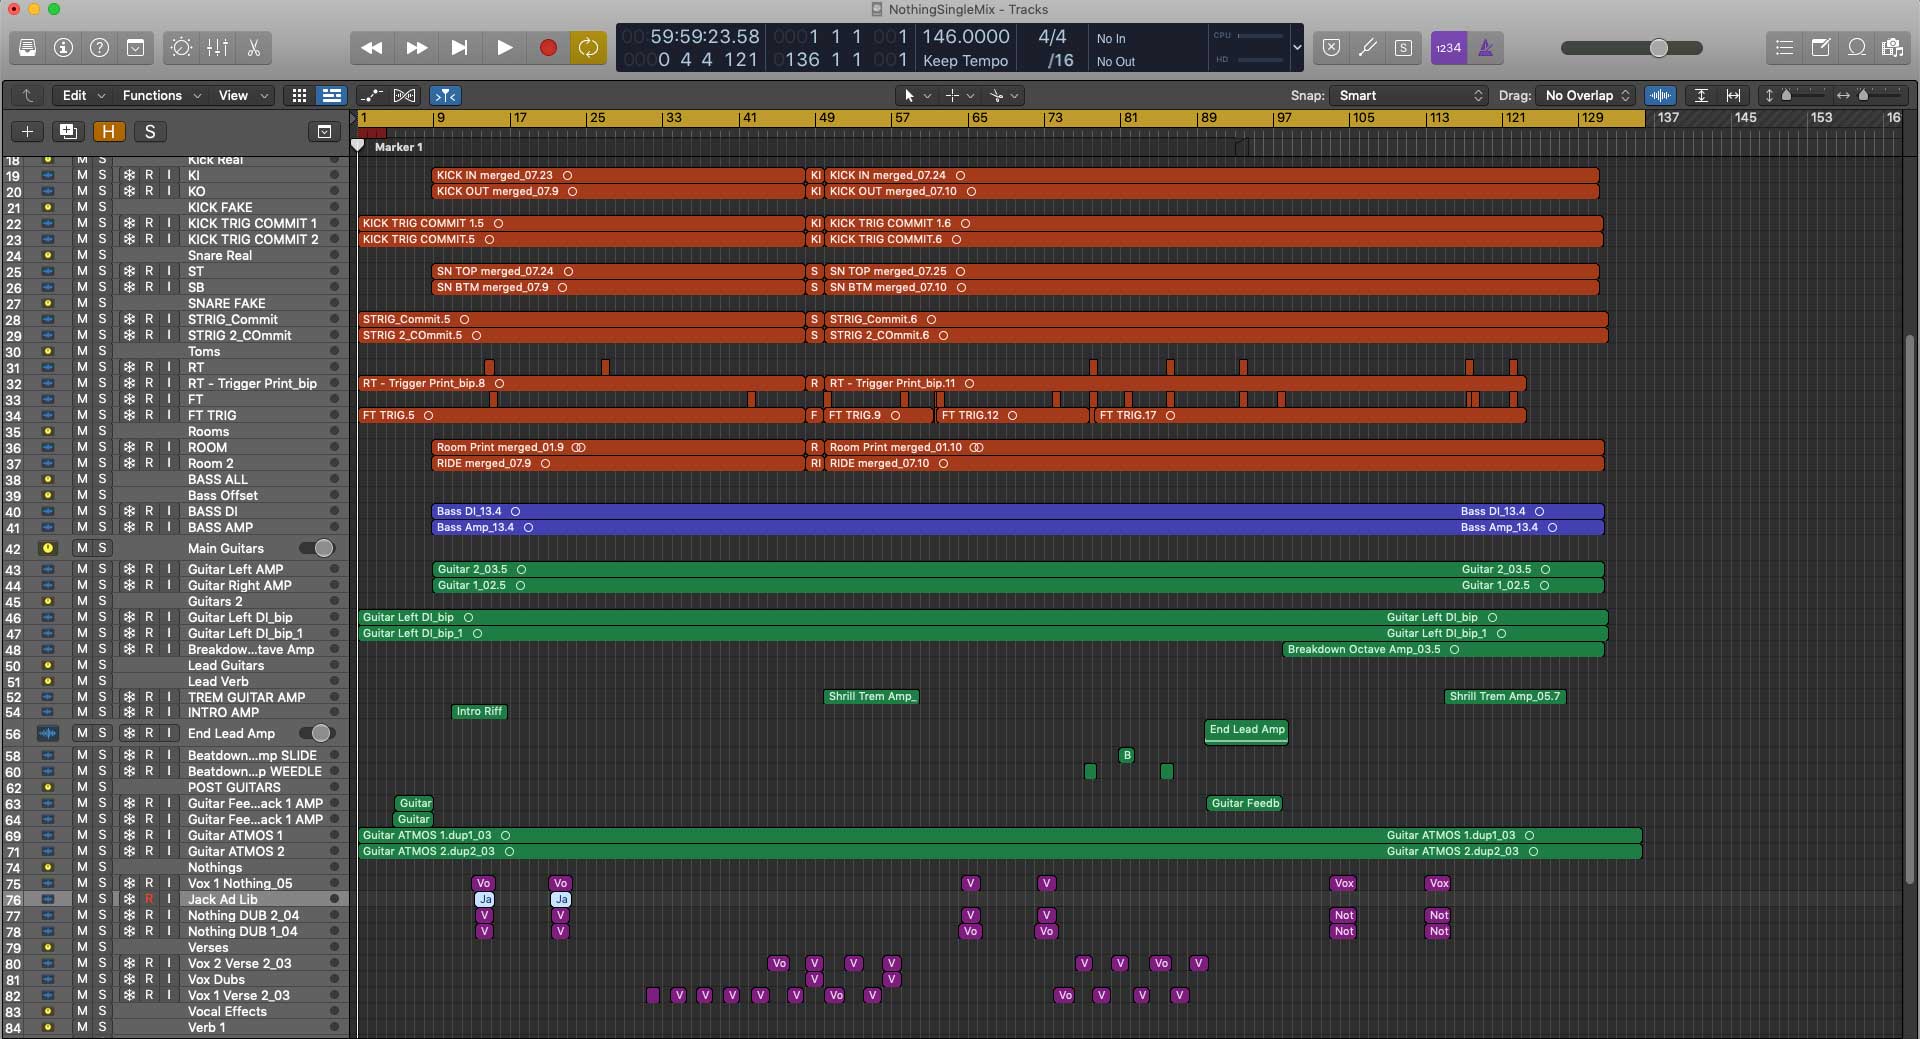 NothingSingleMix - Tracks
59:59:23.58 1 1 1 1 146.0000 4/4 No In CPU
0 4 4 121 136 1 1 1 Keep Tempo /16 No Out HD
S 1234
Edit Functions View Snap: Smart Drag: No Overlap
H S
1 9 17 25 33 41 49 57 65 73 81 89 97 105 113 121 129 137 145 153 16
Marker 1
18 M S Kick Real
19 M S R I KI KICK IN merged_07.23 KI KICK IN merged_07.24
20 M S R I KO KICK OUT merged_07.9 KI KICK OUT merged_07.10
21 M S KICK FAKE
22 M S R I KICK TRIG COMMIT 1 KICK TRIG COMMIT 1.5 KI KICK TRIG COMMIT 1.6
23 M S R I KICK TRIG COMMIT 2 KICK TRIG COMMIT.5 KI KICK TRIG COMMIT.6
24 M S Snare Real
25 M S R I ST SN TOP merged_07.24 S SN TOP merged_07.25
26 M S R I SB SN BTM merged_07.9 S SN BTM merged_07.10
27 M S SNARE FAKE
28 M S R I STRIG_Commit STRIG_Commit.5 S STRIG_Commit.6
29 M S R I STRIG 2_COmmit STRIG 2_COmmit.5 S STRIG 2_COmmit.6
30 M S Toms
31 M S R I RT
32 M S R I RT - Trigger Print_bip RT - Trigger Print_bip.8 R RT - Trigger Print_bip.11
33 M S R I FT
34 M S R I FT TRIG FT TRIG.5 F FT TRIG.9 FT TRIG.12 FT TRIG.17
35 M S Rooms
36 M S R I ROOM Room Print merged_01.9 R Room Print merged_01.10
37 M S R I Room 2 RIDE merged_07.9 RI RIDE merged_07.10
38 M S BASS ALL
39 M S Bass Offset
40 M S R I BASS DI Bass DI_13.4 Bass DI_13.4
41 M S R I BASS AMP Bass Amp_13.4 Bass Amp_13.4
42 M S Main Guitars
43 M S R I Guitar Left AMP Guitar 2_03.5 Guitar 2_03.5
44 M S R I Guitar Right AMP Guitar 1_02.5 Guitar 1_02.5
45 M S Guitars 2
46 M S R I Guitar Left DI_bip Guitar Left DI_bip Guitar Left DI_bip
47 M S R I Guitar Left DI_bip_1 Guitar Left DI_bip_1 Guitar Left DI_bip_1
48 M S R I Breakdow...tave Amp Breakdown Octave Amp_03.5
50 M S Lead Guitars
51 M S Lead Verb
52 M S R I TREM GUITAR AMP Shrill Trem Amp_ Shrill Trem Amp_05.7
54 M S R I INTRO AMP Intro Riff
56 M S R I End Lead Amp End Lead Amp
58 M S R I Beatdown...mp SLIDE B
60 M S R I Beatdown...p WEEDLE
62 M S POST GUITARS
63 M S R I Guitar Fee...ack 1 AMP Guitar Guitar Feedb
64 M S R I Guitar Fee...ack 1 AMP Guitar
69 M S R I Guitar ATMOS 1 Guitar ATMOS 1.dup1_03 Guitar ATMOS 1.dup1_03
71 M S R I Guitar ATMOS 2 Guitar ATMOS 2.dup2_03 Guitar ATMOS 2.dup2_03
74 M S Nothings
75 M S R I Vox 1 Nothing_05 Vo Vo V V Vox Vox
76 M S R I Jack Ad Lib Ja Ja
77 M S R I Nothing DUB 2_04 V V V V Not Not
78 M S R I Nothing DUB 1_04 V V Vo Vo Not Not
79 M S Verses
80 M S R I Vox 2 Verse 2_03 Vo V V V V V Vo V
81 M S R I Vox Dubs V V
82 M S R I Vox 1 Verse 2_03 V V V V V Vo V Vo V V V
83 M S Vocal Effects
84 M S Verb 1